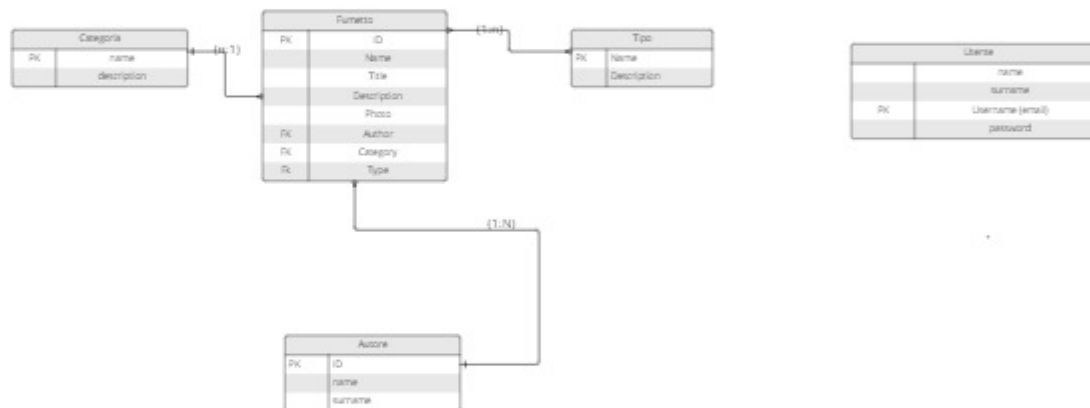 Categoria
PK name
description
(n:1)
Fumetto
PK ID
Name
Title
Description
Photo
FK Author
FK Category
Fk Type
(1:n)
Tipo
PK Name
Description
Utente
name
surname
PK Username (email)
password
(1:N)
Autore
PK ID
name
surname